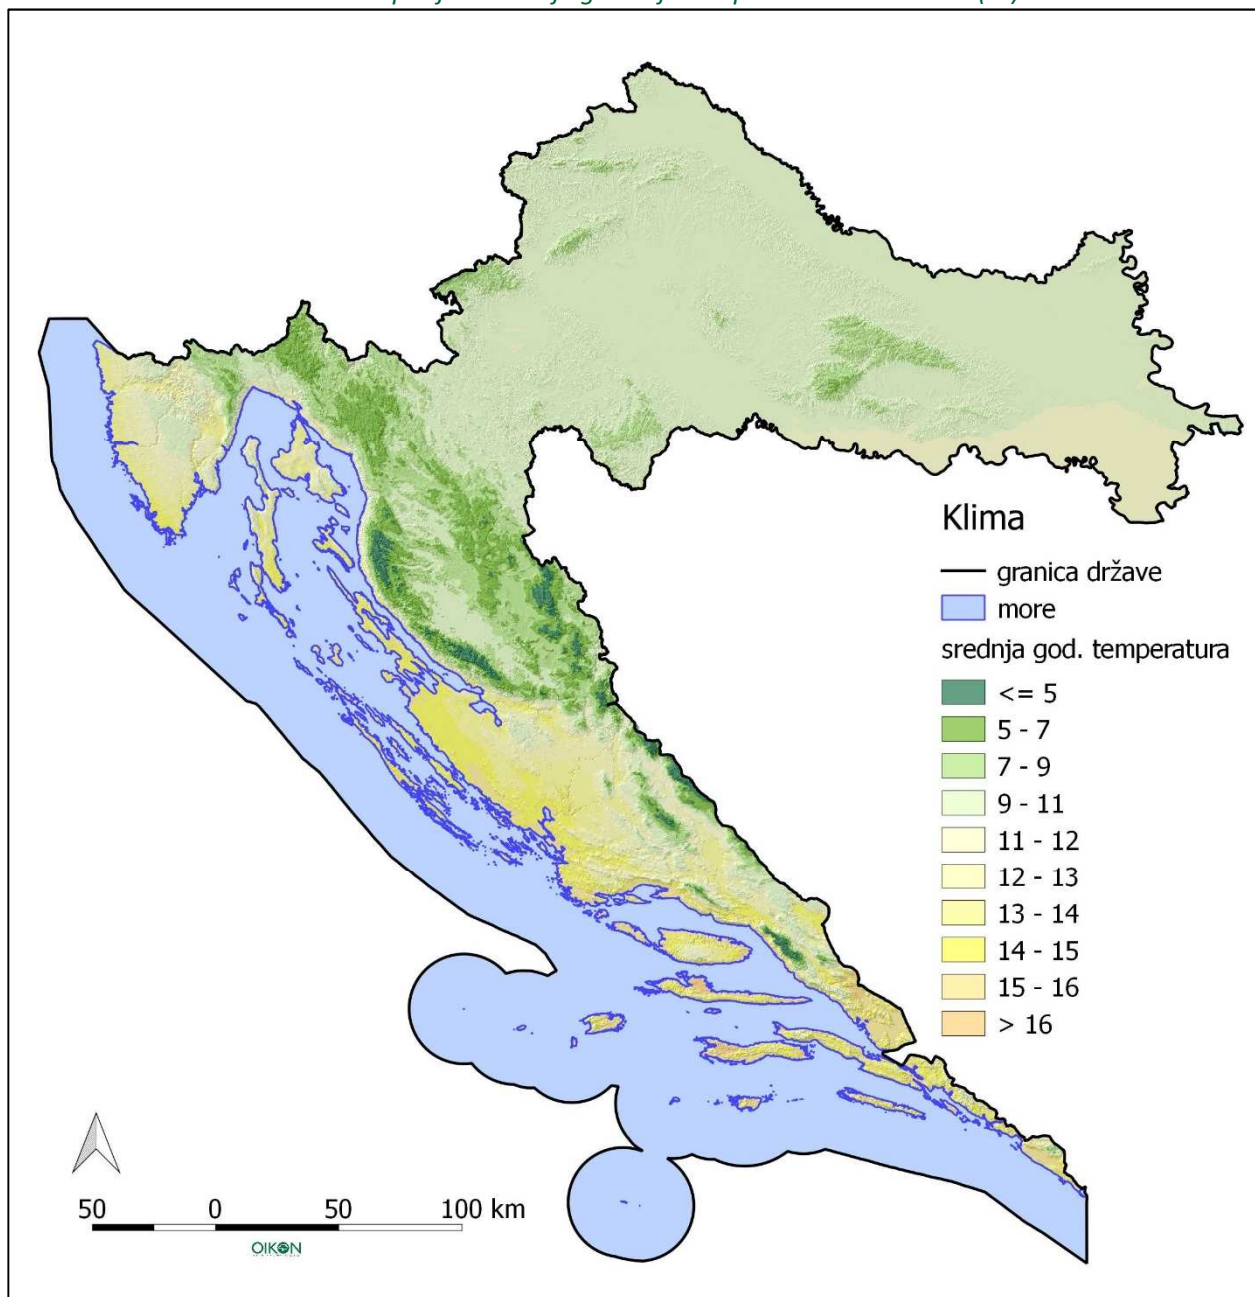 Klima
granica države
more
srednja god. temperatura
<= 5
5 - 7
7 - 9
9 - 11
11 - 12
12 - 13
13 - 14
14 - 15
15 - 16
> 16
50 0 50 100 km
OIKON